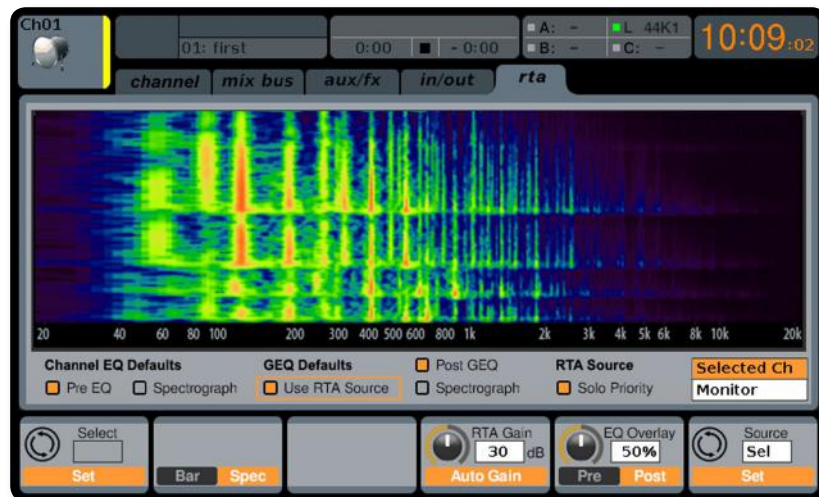 Ch01
01: first
0:00 - 0:00
A: - L 44K1
B: - C: -
10:09:02
channel mix bus aux/fx in/out rta
20 40 60 80 100 200 300 400 500 600 800 1k 2k 3k 4k 5k 6k 8k 10k 20k
Channel EQ Defaults GEQ Defaults Post GEQ RTA Source Selected Ch
Pre EQ Spectrograph Use RTA Source Spectrograph Solo Priority Monitor
Select RTA Gain EQ Overlay Source
30 dB 50% Sel
Set Bar Spec Auto Gain Pre Post Set